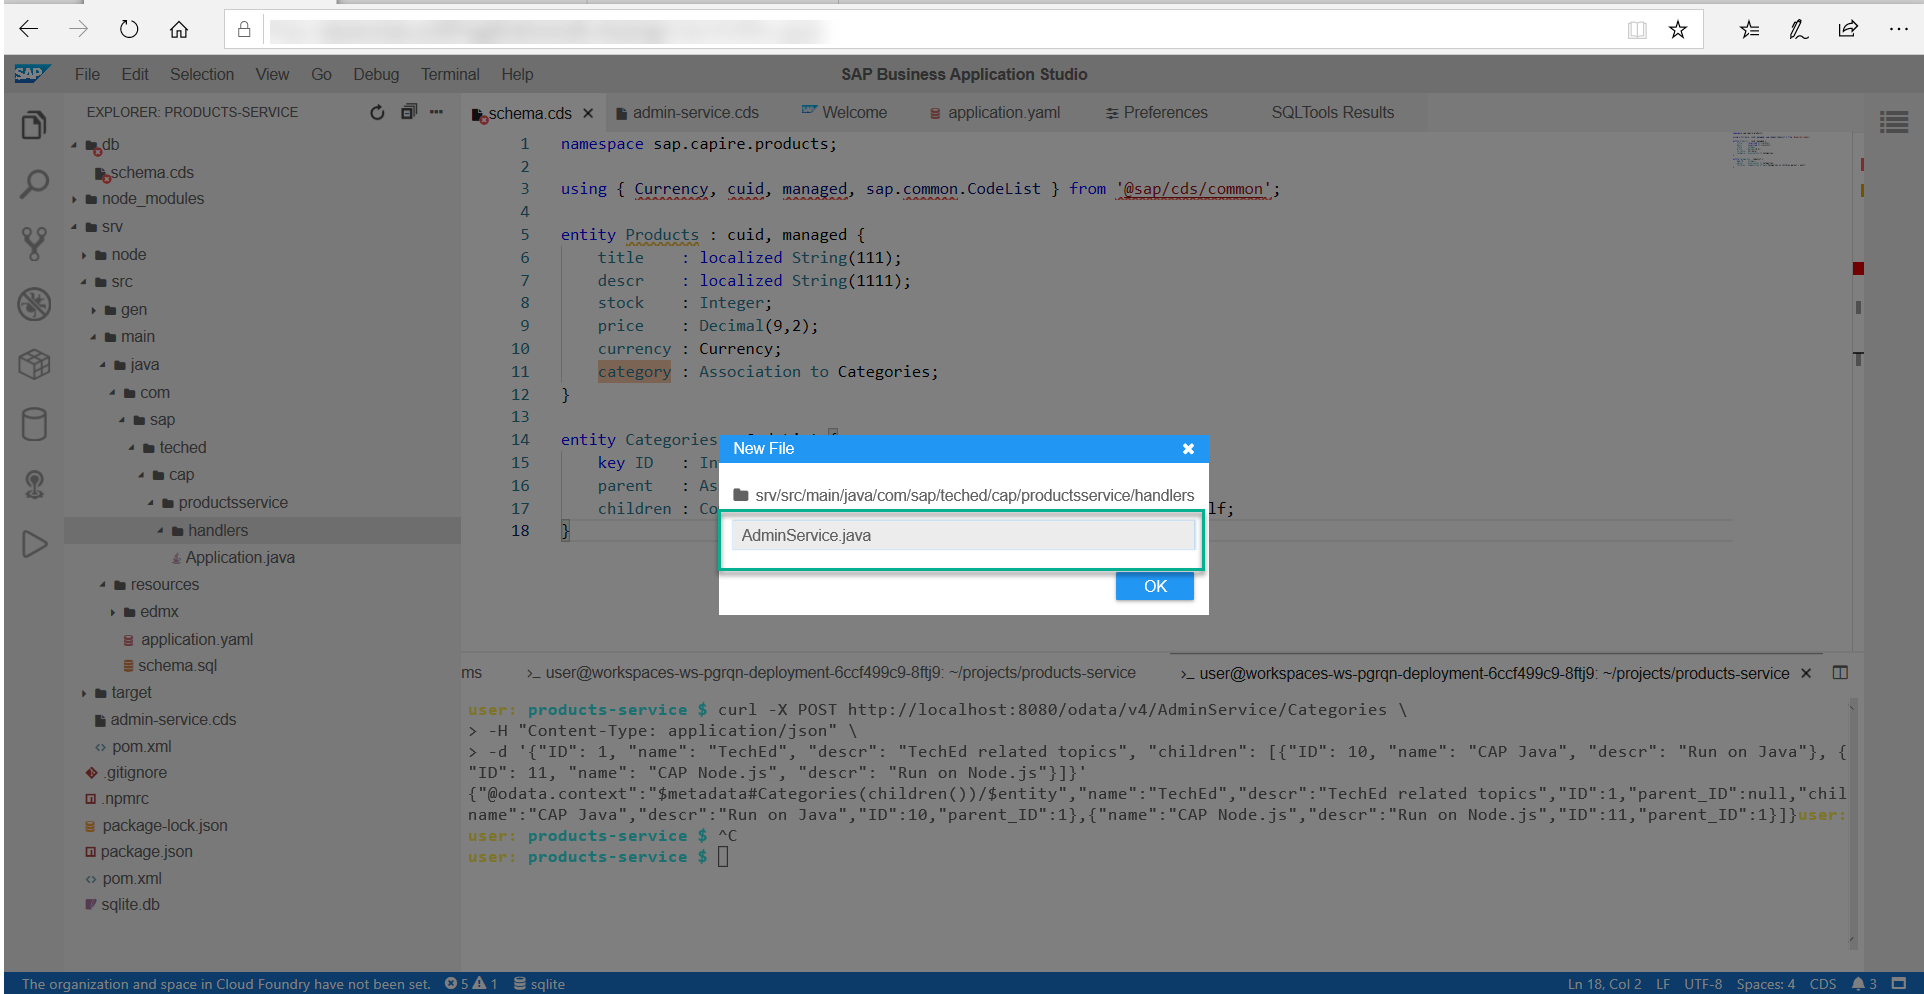 SAP File Edit Selection View Go Debug Terminal Help SAP Business Application Studio
EXPLORER: PRODUCTS-SERVICE
db
schema.cds
node_modules
srv
node
src
gen
main
java
com
sap
teched
cap
productsservice
handlers
Application.java
resources
edmx
application.yaml
schema.sql
target
admin-service.cds
pom.xml
.gitignore
.npmrc
package-lock.json
package.json
pom.xml
sqlite.db
schema.cds admin-service.cds SAP Welcome application.yaml Preferences SQLTools Results
1 namespace sap.capire.products;
2
3 using { Currency, cuid, managed, sap.common.CodeList } from '@sap/cds/common';
4
5 entity Products : cuid, managed {
6 title : localized String(111);
7 descr : localized String(1111);
8 stock : Integer;
9 price : Decimal(9,2);
10 currency : Currency;
11 category : Association to Categories;
12 }
13
14 entity Categories
15 key ID : In
16 parent : As
17 children : Co lf;
18 }
New File
srv/src/main/java/com/sap/teched/cap/productsservice/handlers
AdminService.java
OK
ms >_ user@workspaces-ws-pgrqn-deployment-6ccf499c9-8ftj9: ~/projects/products-service >_ user@workspaces-ws-pgrqn-deployment-6ccf499c9-8ftj9: ~/projects/products-service
user: products-service $ curl -X POST http://localhost:8080/odata/v4/AdminService/Categories \
> -H "Content-Type: application/json" \
> -d '{"ID": 1, "name": "TechEd", "descr": "TechEd related topics", "children": [{"ID": 10, "name": "CAP Java", "descr": "Run on Java"}, {
"ID": 11, "name": "CAP Node.js", "descr": "Run on Node.js"}]}'
{"@odata.context":"$metadata#Categories(children())/$entity","name":"TechEd","descr":"TechEd related topics","ID":1,"parent_ID":null,"chil
name":"CAP Java","descr":"Run on Java","ID":10,"parent_ID":1},{"name":"CAP Node.js","descr":"Run on Node.js","ID":11,"parent_ID":1}]}user:
user: products-service $ ^C
user: products-service $
The organization and space in Cloud Foundry have not been set. 5 1 sqlite Ln 18, Col 2 LF UTF-8 Spaces: 4 CDS 3